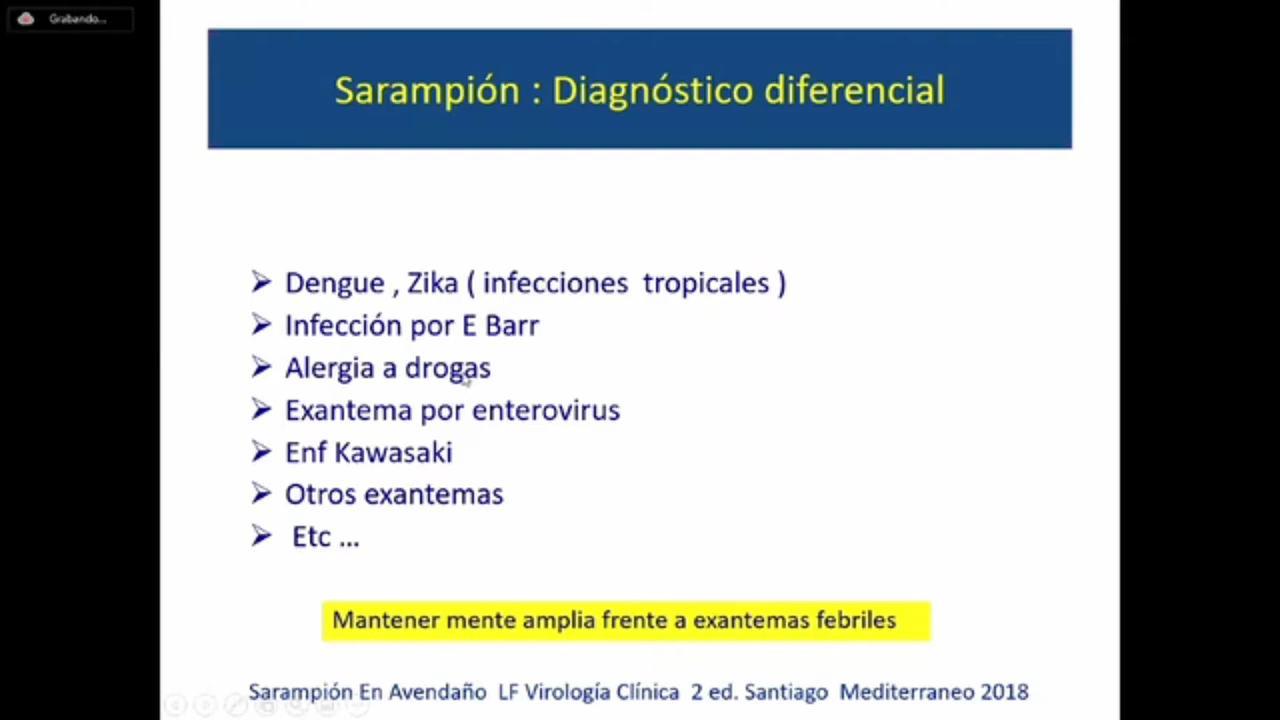 Grabando...
Sarampión : Diagnóstico diferencial
Dengue , Zika ( infecciones tropicales )
Infección por E Barr
Alergia a drogas
Exantema por enterovirus
Enf Kawasaki
Otros exantemas
Etc ...
Mantener mente amplia frente a exantemas febriles
Sarampión En Avendaño LF Virología Clínica 2 ed. Santiago Mediterraneo 2018